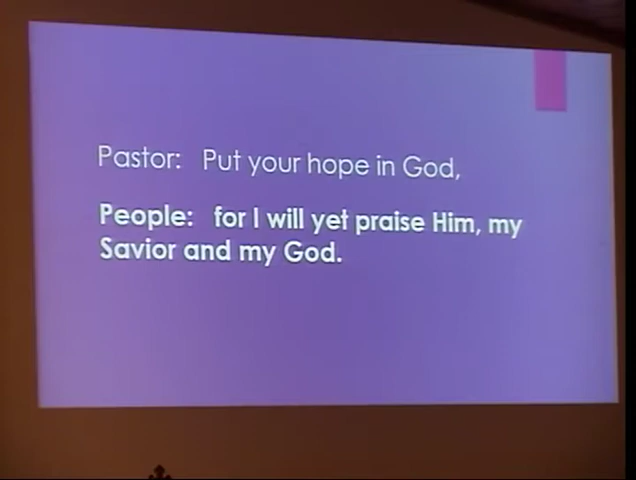 Pastor: Put your hope in God,
People: for I will yet praise Him, my
Savior and my God.